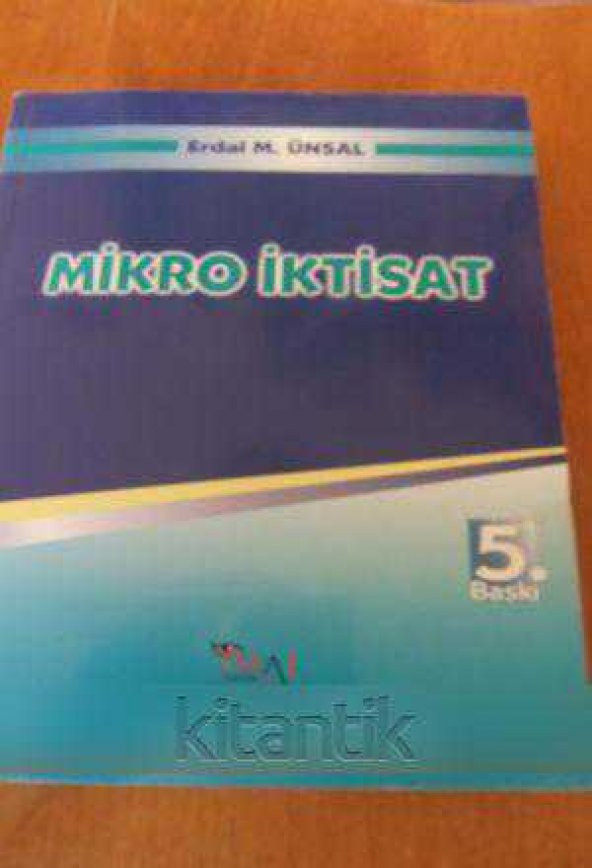 Erdal M. ÜNSAL
MİKRO İKTİSAT
5.
Baskı
kitantik